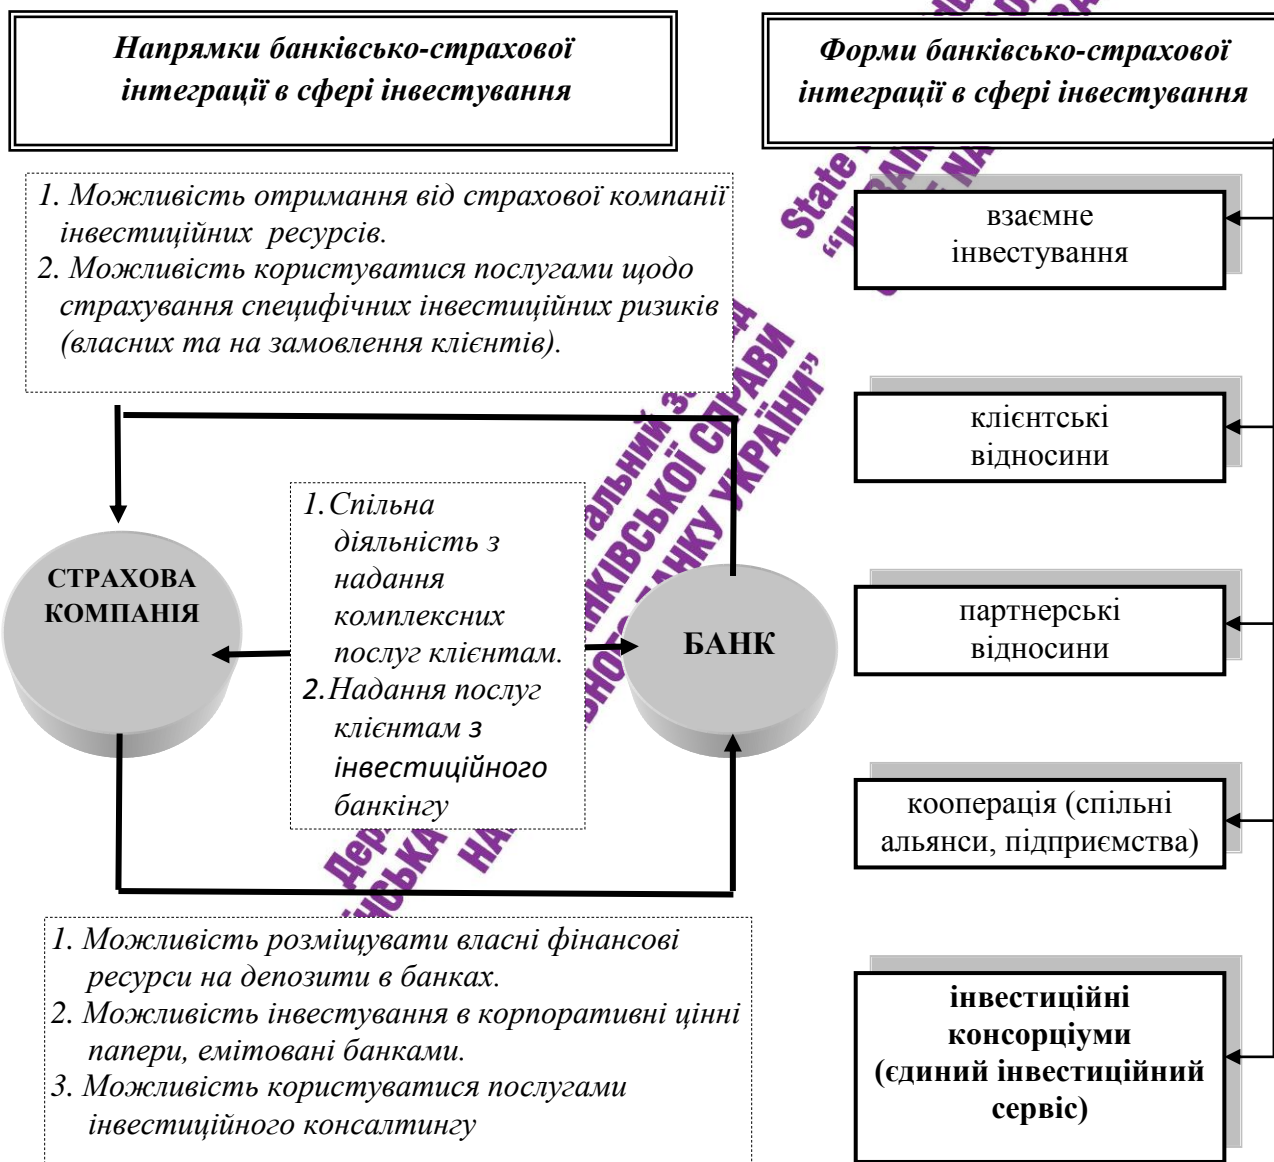 Напрямки банківсько-страхової
інтеграції в сфері інвестування
Форми банківсько-страхової
інтеграції в сфері інвестування
1. Можливість отримання від страхової компанії
інвестиційних ресурсів.
2. Можливість користуватися послугами щодо
страхування специфічних інвестиційних ризиків
(власних та на замовлення клієнтів).
СТРАХОВА
КОМПАНІЯ
1. Спільна
діяльність з
надання
комплексних
послуг клієнтам.
2. Надання послуг
клієнтам з
інвестиційного
банкінгу
БАНК
1. Можливість розміщувати власні фінансові
ресурси на депозити в банках.
2. Можливість інвестування в корпоративні цінні
папери, емітовані банками.
3. Можливість користуватися послугами
інвестиційного консалтингу
взаємне
інвестування
клієнтські
відносини
партнерські
відносини
кооперація (спільні
альянси, підприємства)
інвестиційні
консорціуми
(єдиний інвестиційний
сервіс)
State
СПРАВИ
УКРАЇНИ”